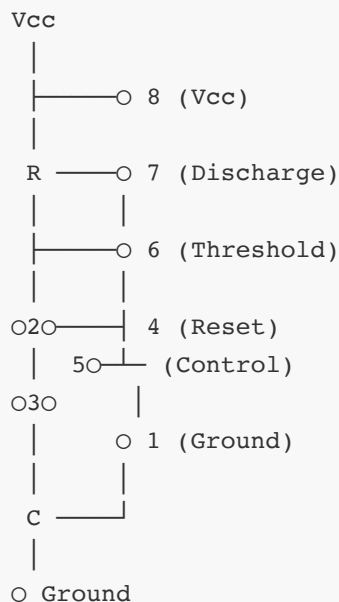 Vcc
8 (Vcc)
R 7 (Discharge)
6 (Threshold)
○2○ 4 (Reset)
5○ (Control)
○3○
1 (Ground)
C
○ Ground